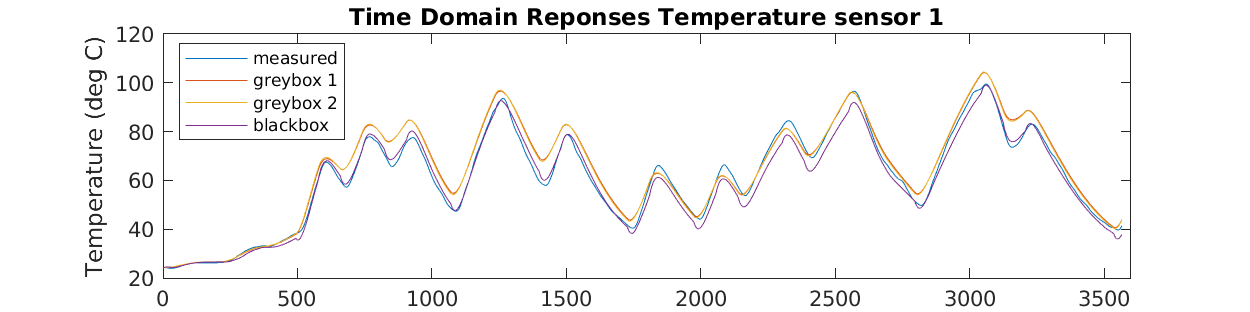 Time Domain Reponses Temperature sensor 1
Temperature (deg C)
120
100
80
60
40
20
measured
greybox 1
greybox 2
blackbox
0 500 1000 1500 2000 2500 3000 3500